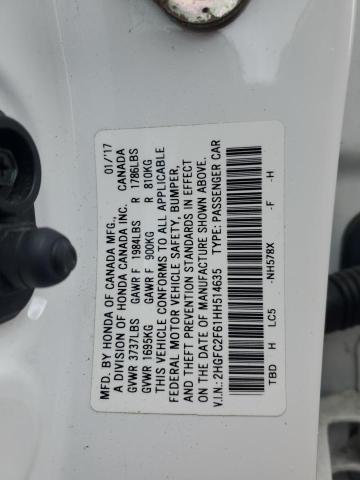 MFD. BY HONDA OF CANADA MFG., 01/'17
A DIVISION OF HONDA CANADA INC. CANADA
GVWR 3737LBS GAWR F 1984LBS R 1786LBS
GVWR 1695KG GAWR F 900KG R 810KG
THIS VEHICLE CONFORMS TO ALL APPLICABLE
FEDERAL MOTOR VEHICLE SAFETY, BUMPER,
AND THEFT PREVENTION STANDARDS IN EFFECT
ON THE DATE OF MANUFACTURE SHOWN ABOVE.
V.I.N.: 2HGFC2F61HH514635 TYPE: PASSENGER CAR
TBD H LC5 -NH578X -F -H